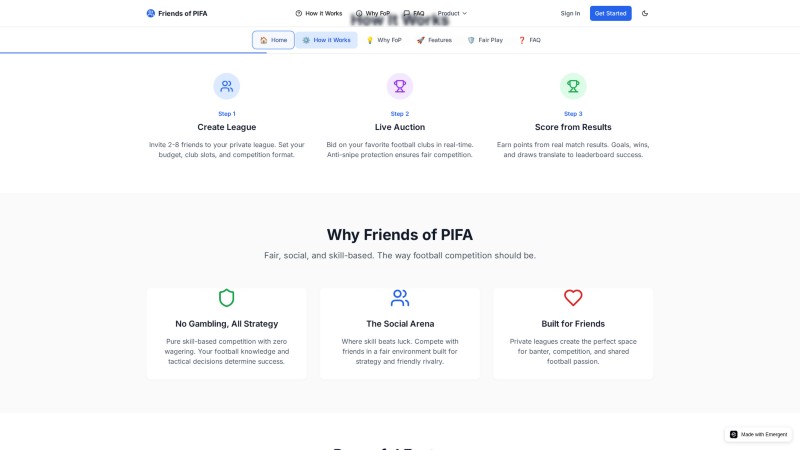 Friends of PIFA
How It Works
Why FoP
FAQ
Product
Sign In
Get Started
How It Works
🏠 Home
⚙️ How It Works
💡 Why FoP
🚀 Features
🛡️ Fair Play
❓ FAQ
Step 1
Create League
Invite 2-8 friends to your private league. Set your
budget, club slots, and competition format.
Step 2
Live Auction
Bid on your favorite football clubs in real-time.
Anti-snipe protection ensures fair competition.
Step 3
Score from Results
Earn points from real match results. Goals, wins,
and draws translate to leaderboard success.
Why Friends of PIFA
Fair, social, and skill-based. The way football competition should be.
No Gambling, All Strategy
Pure skill-based competition with zero
wagering. Your football knowledge and
tactical decisions determine success.
The Social Arena
Where skill beats luck. Compete with
friends in a fair environment built for
strategy and friendly rivalry.
Built for Friends
Private leagues create the perfect space
for banter, competition, and shared
football passion.
Made with Emergent